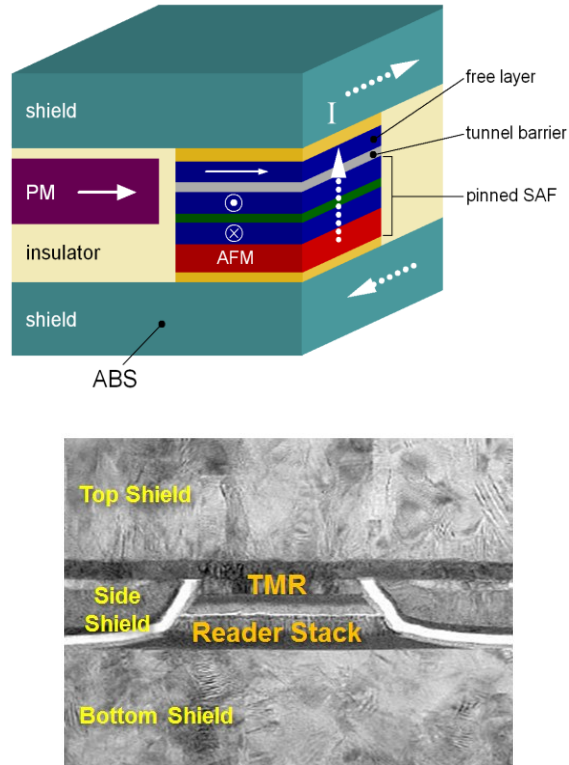 shield
I
free layer
tunnel barrier
PM
pinned SAF
insulator
AFM
shield
ABS
Top Shield
TMR
Side
Shield
Reader Stack
Bottom Shield